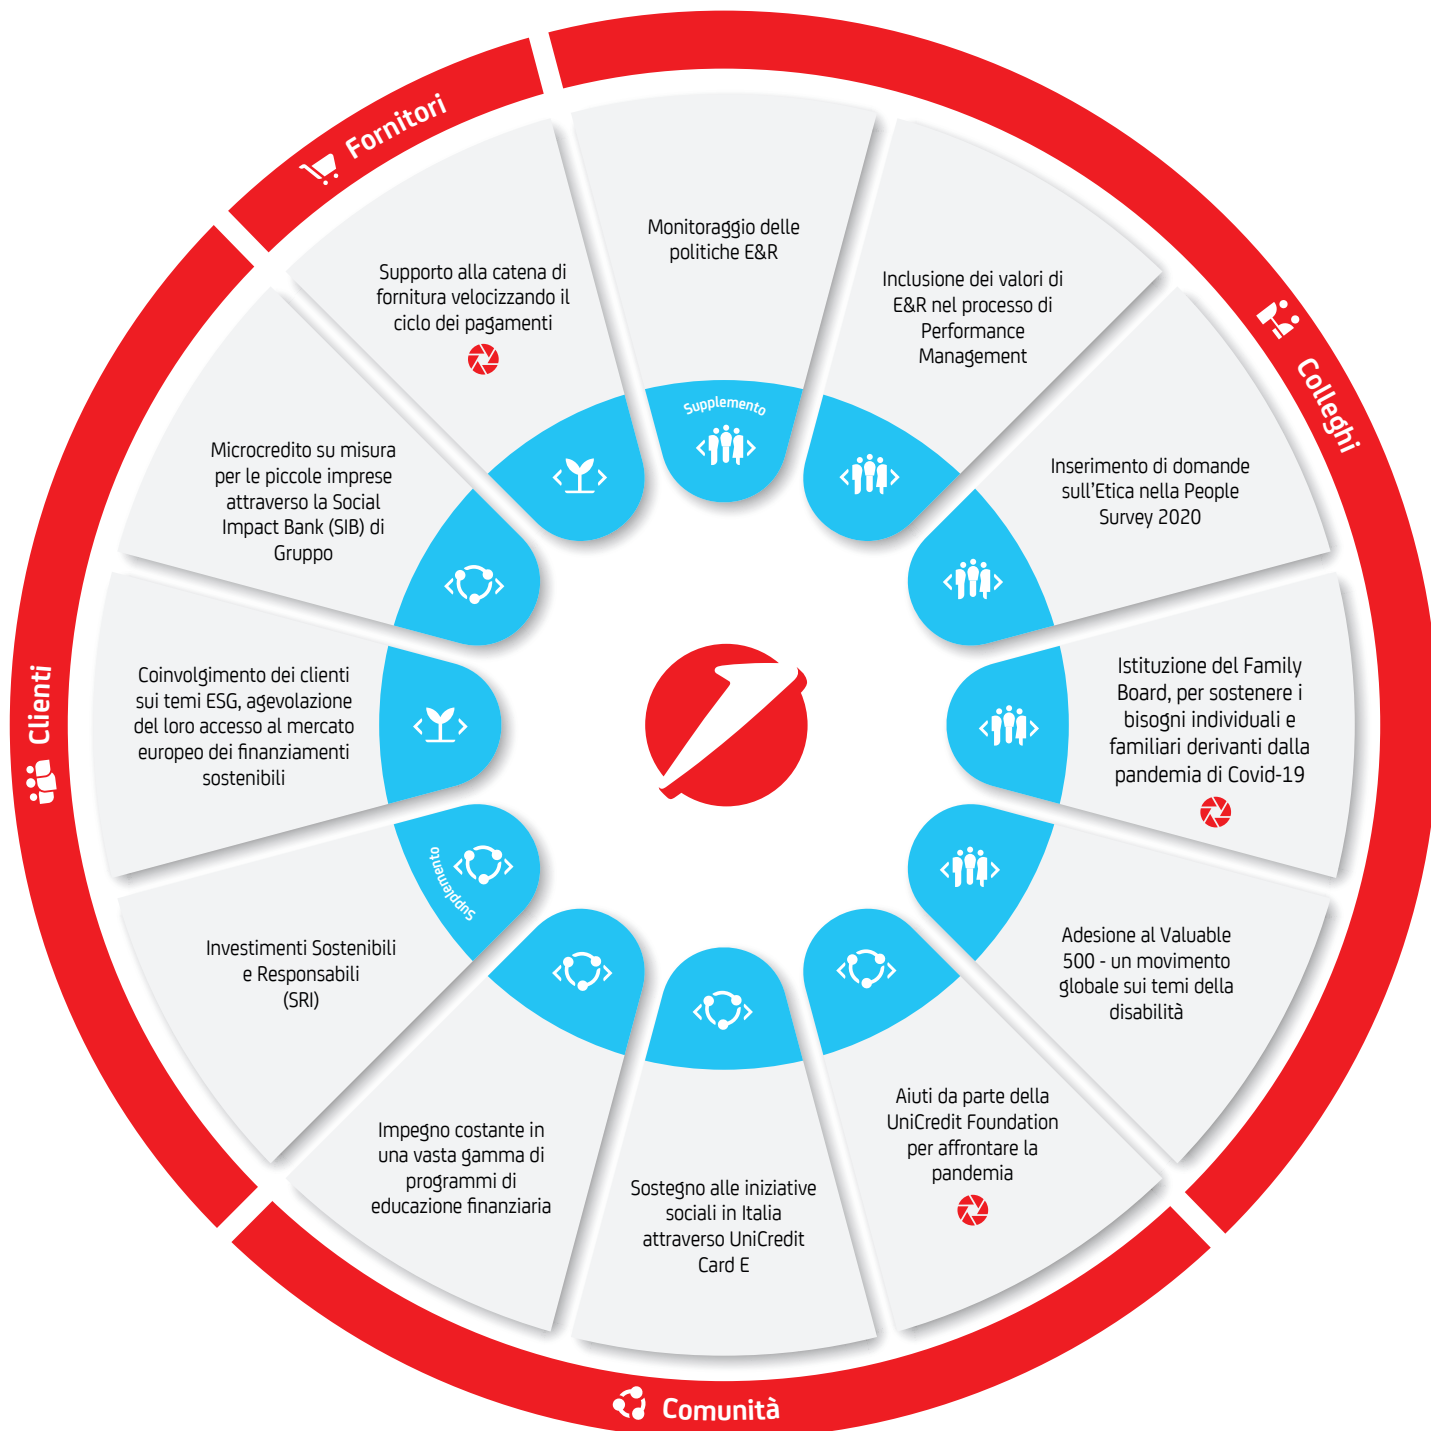 Fornitori
Supporto alla catena di
fornitura velocizzando il
ciclo dei pagamenti
Colleghi
Monitoraggio delle
politiche E&R
Supplemento
Inclusione dei valori di
E&R nel processo di
Performance
Management
Inserimento di domande
sull'Etica nella People
Survey 2020
Istituzione del Family
Board, per sostenere i
bisogni individuali e
familiari derivanti dalla
pandemia di Covid-19
Adesione al Valuable
500 - un movimento
globale sui temi della
disabilità
Comunità
Aiuti da parte della
UniCredit Foundation
per affrontare la
pandemia
Sostegno alle iniziative
sociali in Italia
attraverso UniCredit
Card E
Impegno costante in
una vasta gamma di
programmi di
educazione finanziaria
Clienti
Investimenti Sostenibili
e Responsabili
(SRI)
Supplemento
Coinvolgimento dei clienti
sui temi ESG, agevolazione
del loro accesso al mercato
europeo dei finanziamenti
sostenibili
Microcredito su misura
per le piccole imprese
attraverso la Social
Impact Bank (SIB) di
Gruppo